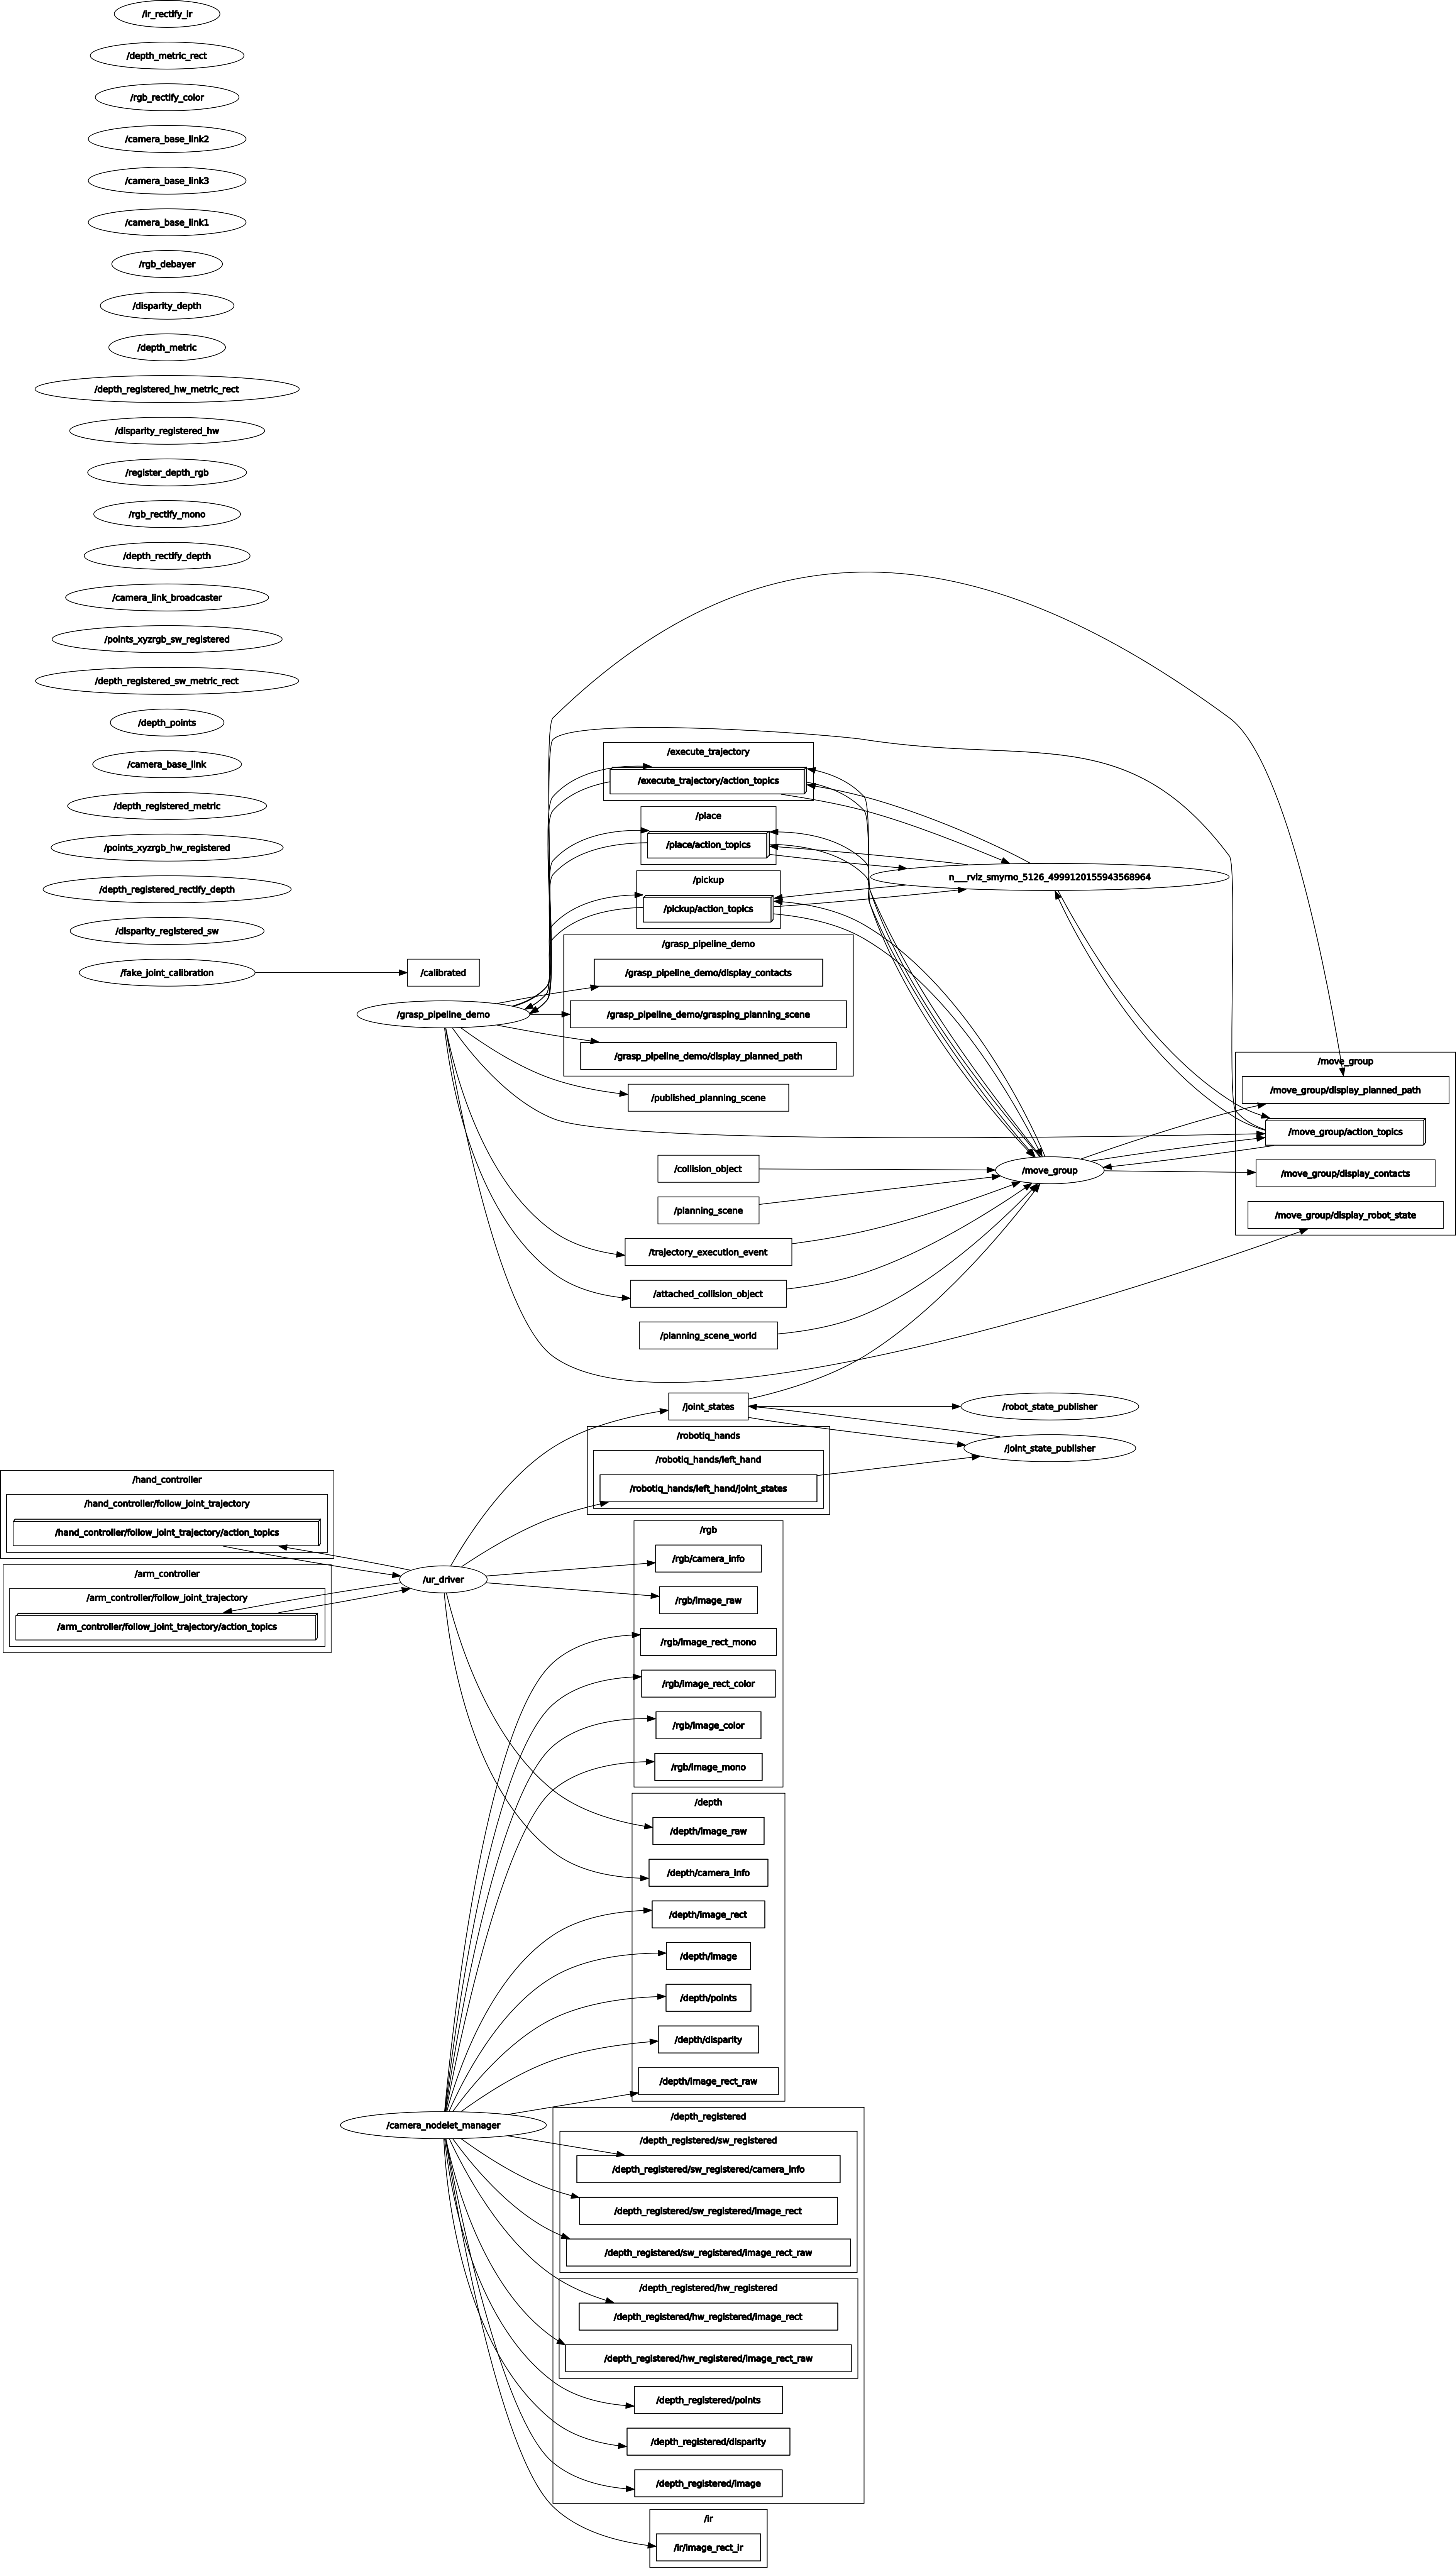 /ir_rectify_ir
/depth_metric_rect
/rgb_rectify_color
/camera_base_link2
/camera_base_link3
/camera_base_link1
/rgb_debayer
/disparity_depth
/depth_metric
/depth_registered_hw_metric_rect
/disparity_registered_hw
/register_depth_rgb
/rgb_rectify_mono
/depth_rectify_depth
/camera_link_broadcaster
/points_xyzrgb_sw_registered
/depth_registered_sw_metric_rect
/depth_points
/camera_base_link
/depth_registered_metric
/points_xyzrgb_hw_registered
/depth_registered_rectify_depth
/disparity_registered_sw
/fake_joint_calibration
/calibrated
/grasp_pipeline_demo
/execute_trajectory
/execute_trajectory/action_topics
/place
/place/action_topics
/pickup
/pickup/action_topics
n___rviz_smyrno_5126_4999120155943568964
/grasp_pipeline_demo
/grasp_pipeline_demo/display_contacts
/grasp_pipeline_demo/grasping_planning_scene
/grasp_pipeline_demo/display_planned_path
/published_planning_scene
/collision_object
/planning_scene
/trajectory_execution_event
/attached_collision_object
/planning_scene_world
/move_group
/move_group
/move_group/display_planned_path
/move_group/action_topics
/move_group/display_contacts
/move_group/display_robot_state
/joint_states
/robot_state_publisher
/joint_state_publisher
/robotiq_hands
/robotiq_hands/left_hand
/robotiq_hands/left_hand/joint_states
/hand_controller
/hand_controller/follow_joint_trajectory
/hand_controller/follow_joint_trajectory/action_topics
/arm_controller
/arm_controller/follow_joint_trajectory
/arm_controller/follow_joint_trajectory/action_topics
/ur_driver
/rgb
/rgb/camera_info
/rgb/image_raw
/rgb/image_rect_mono
/rgb/image_rect_color
/rgb/image_color
/rgb/image_mono
/depth
/depth/image_raw
/depth/camera_info
/depth/image_rect
/depth/image
/depth/points
/depth/disparity
/depth/image_rect_raw
/camera_nodelet_manager
/depth_registered
/depth_registered/sw_registered
/depth_registered/sw_registered/camera_info
/depth_registered/sw_registered/image_rect
/depth_registered/sw_registered/image_rect_raw
/depth_registered/hw_registered
/depth_registered/hw_registered/image_rect
/depth_registered/hw_registered/image_rect_raw
/depth_registered/points
/depth_registered/disparity
/depth_registered/image
/ir
/ir/image_rect_ir